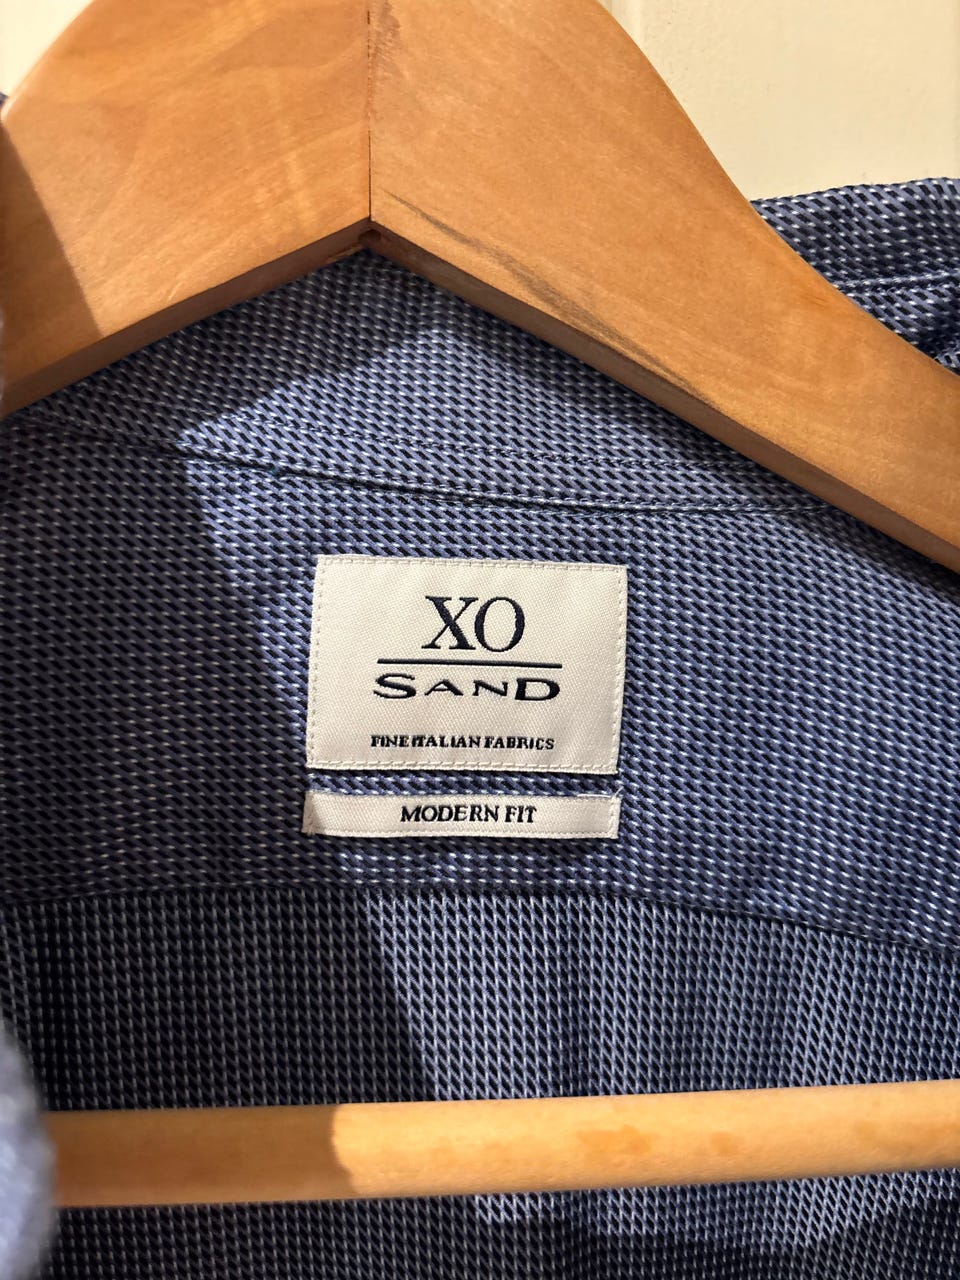 XO
SAND
FINE ITALIAN FABRICS
MODERN FIT